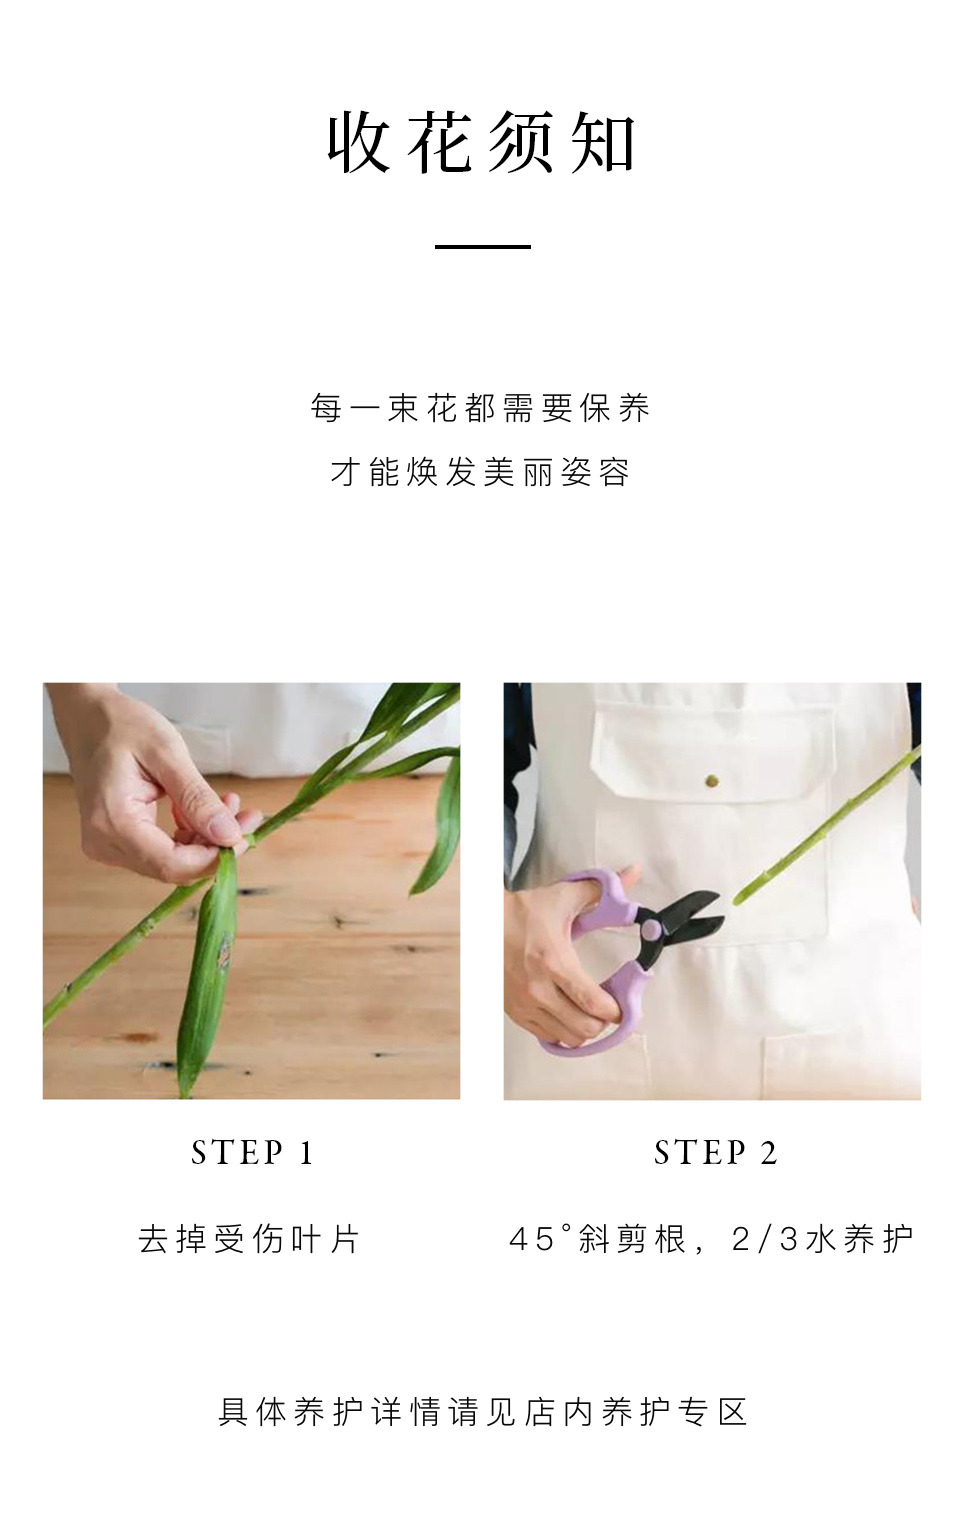 收花须知
每一束花都需要保养
才能焕发美丽姿容
STEP 1
去掉受伤叶片
STEP 2
45°斜剪根，2/3水养护
具体养护详情请见店内养护专区